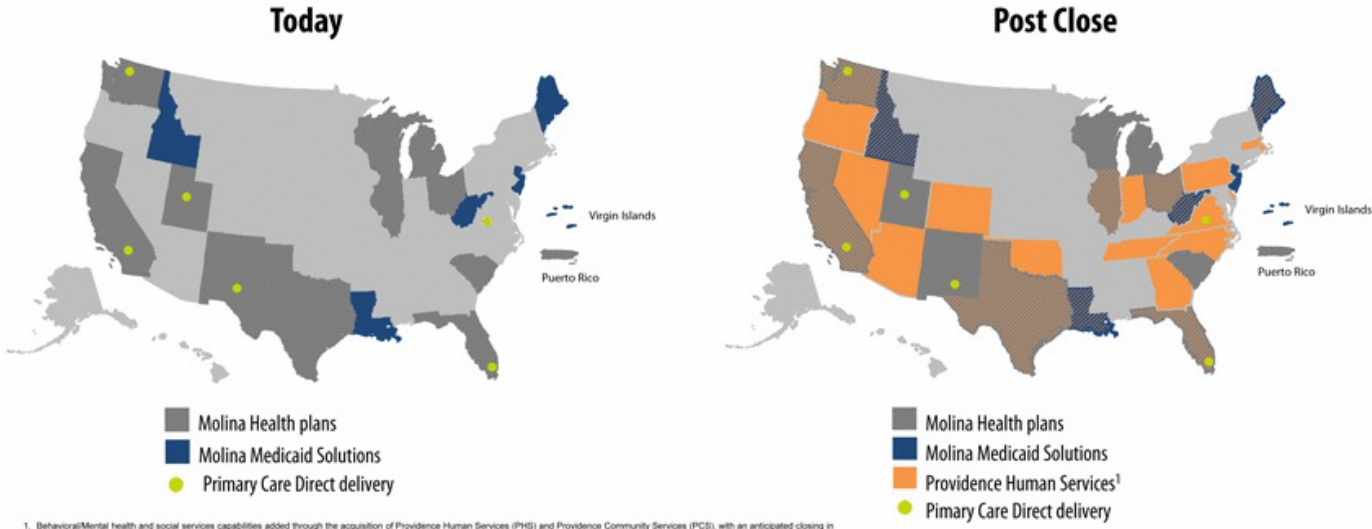 Today
Post Close
Virgin Islands
Puerto Rico
Virgin Islands
Puerto Rico
Molina Health plans
Molina Medicaid Solutions
Primary Care Direct delivery
Molina Health plans
Molina Medicaid Solutions
Providence Human Services¹
Primary Care Direct delivery
1. Behavioral/Mental health and social services capabilities added through the acquisition of Providence Human Services (PHS) and Providence Community Services (PCS), with an anticipated closing in